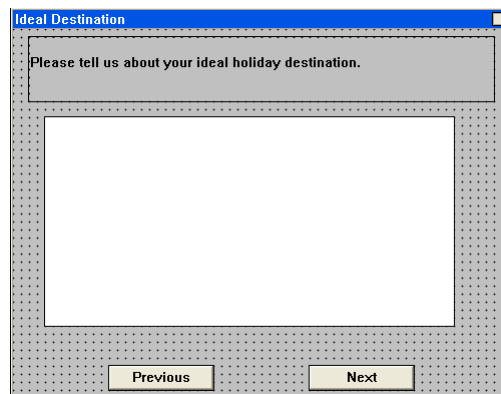 Ideal Destination
Please tell us about your ideal holiday destination.
Previous
Next